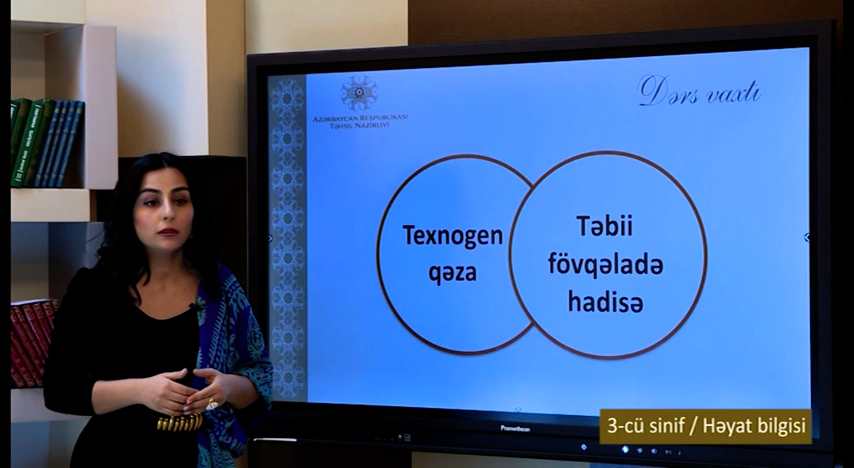 Dərs vaxtı
AZƏRBAYCAN RESPUBLİKASI
TƏHSİL NAZİRLİYİ
Texnogen
qəza
Təbii
fövqəladə
hadisə
Promethean
3-cü sinif / Həyat bilgisi